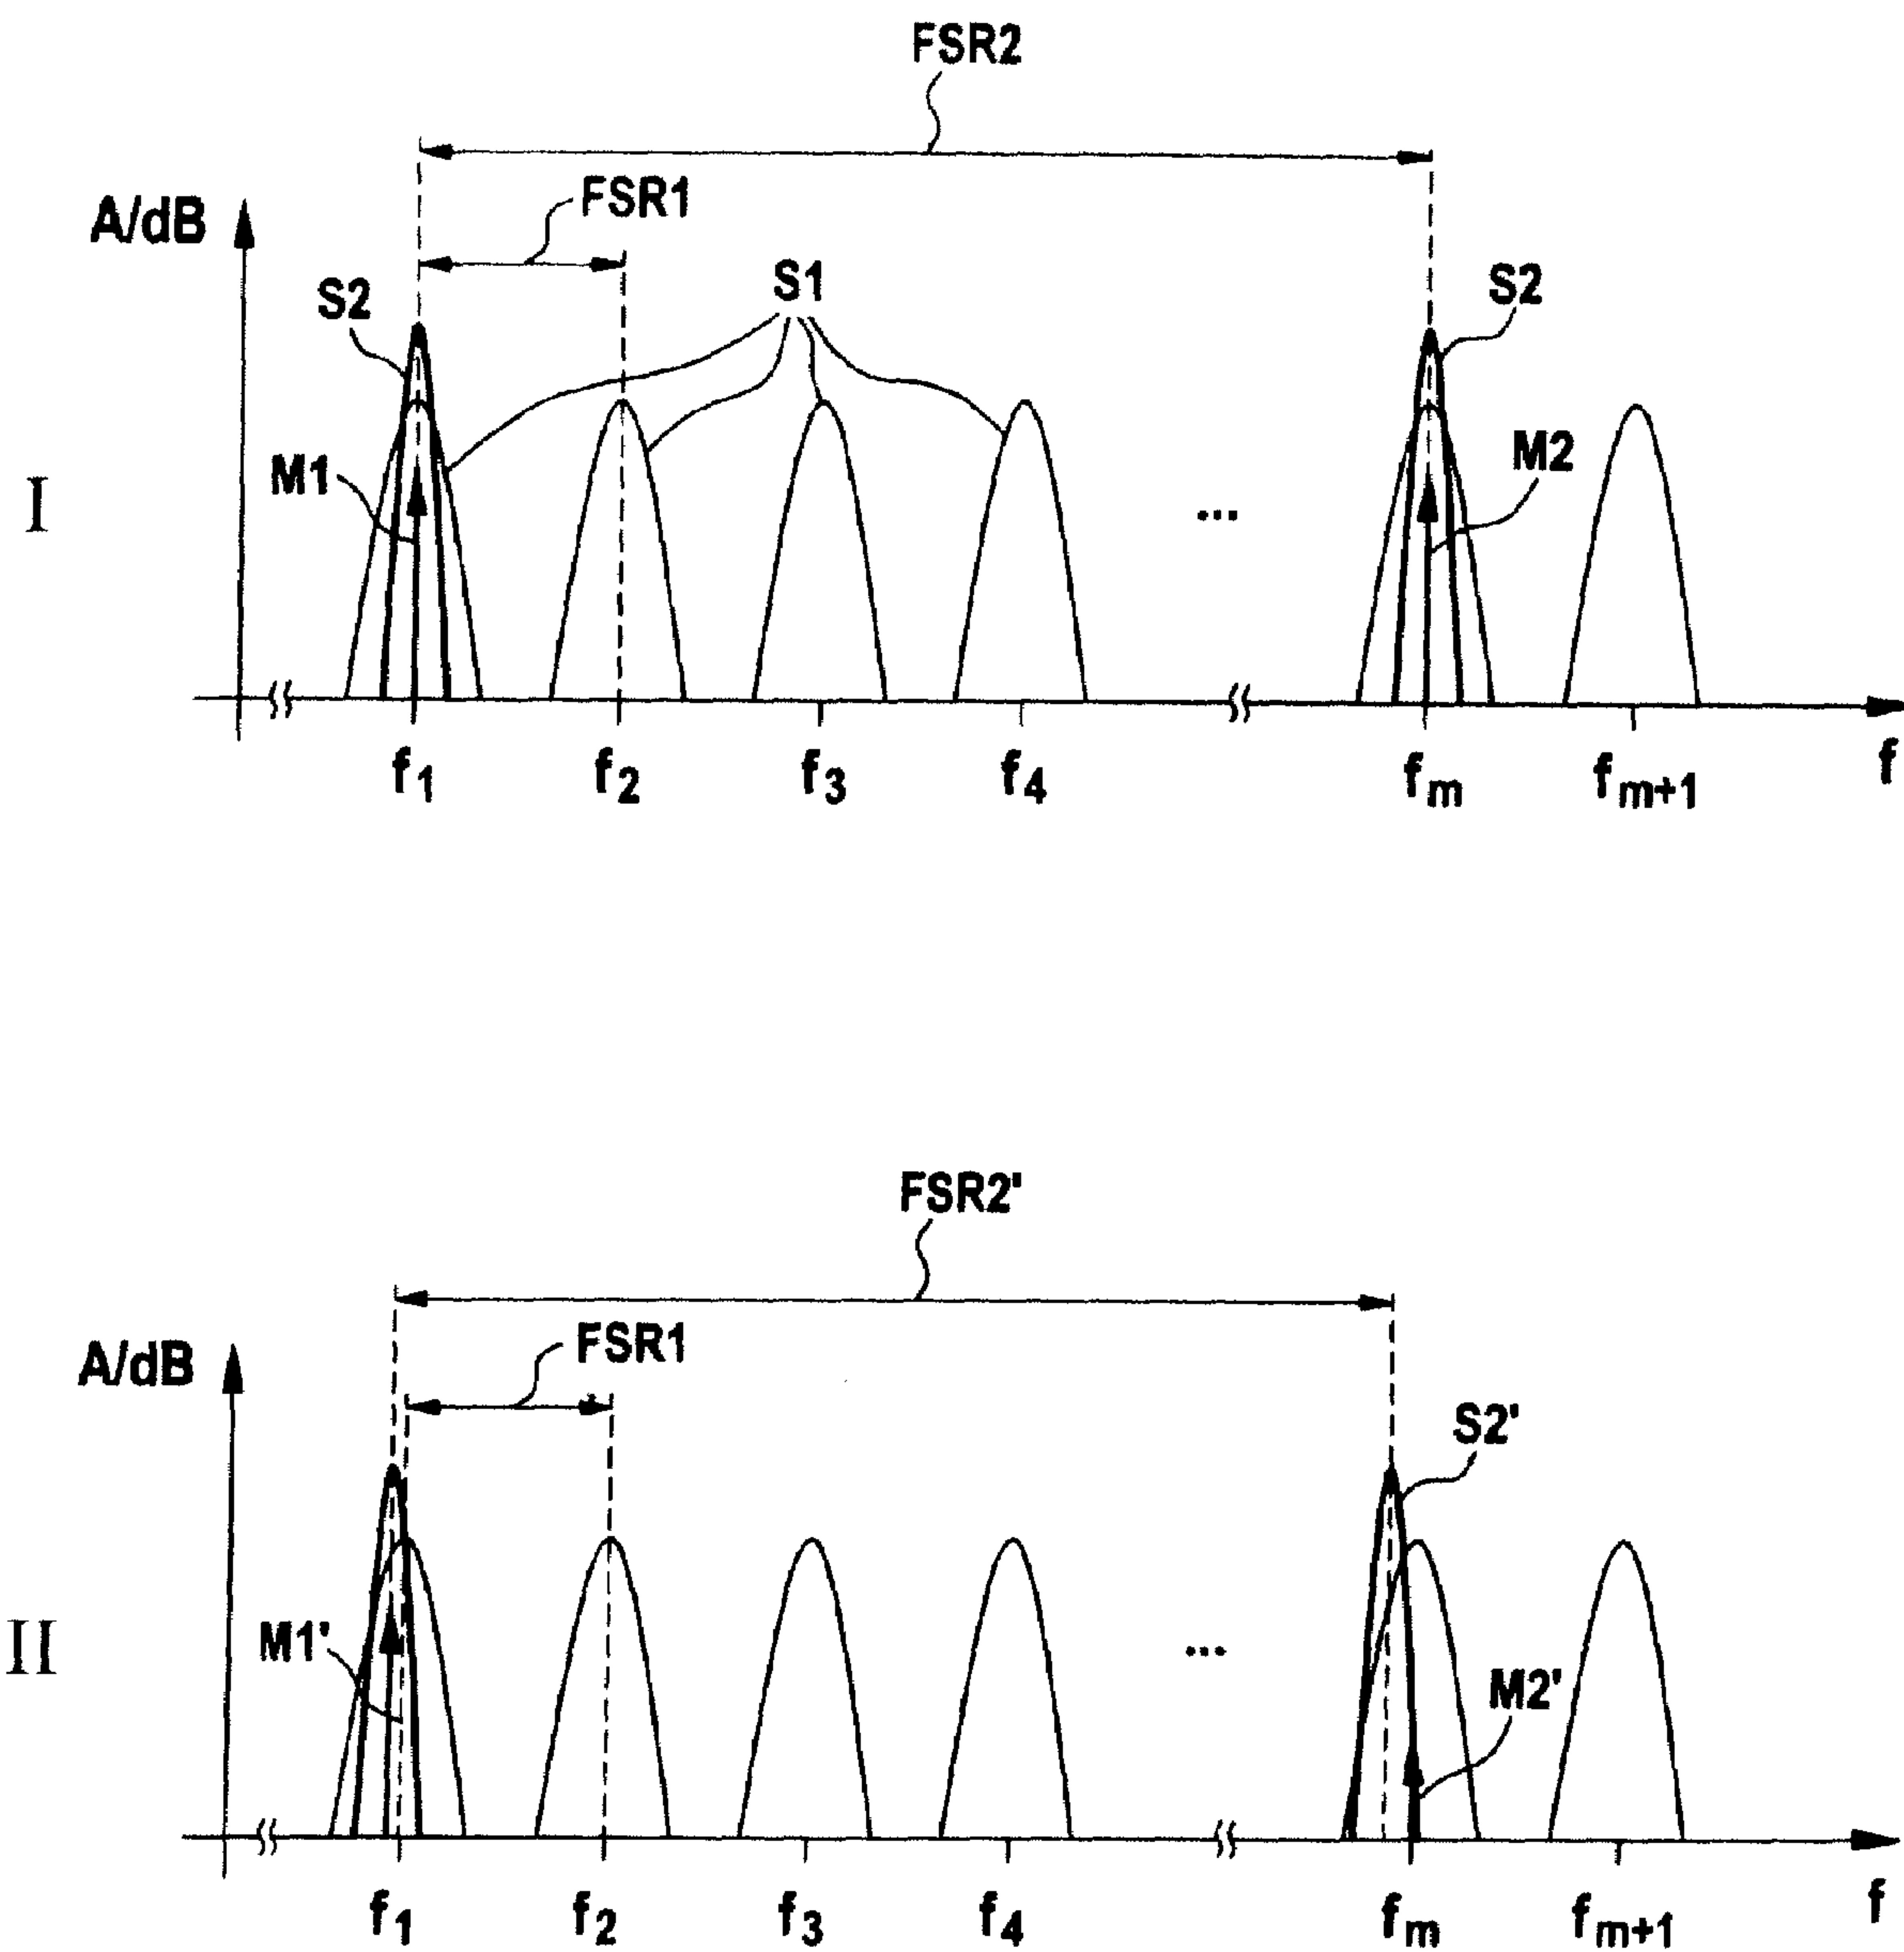 FSR2
FSR1
A/dB
S1
S2
S2
M1
M2
I
...
f1 f2 f3 f4 fm fm+1 f
FSR2'
FSR1
A/dB
S2'
M1'
M2'
II
...
f1 f2 f3 f4 fm fm+1 f